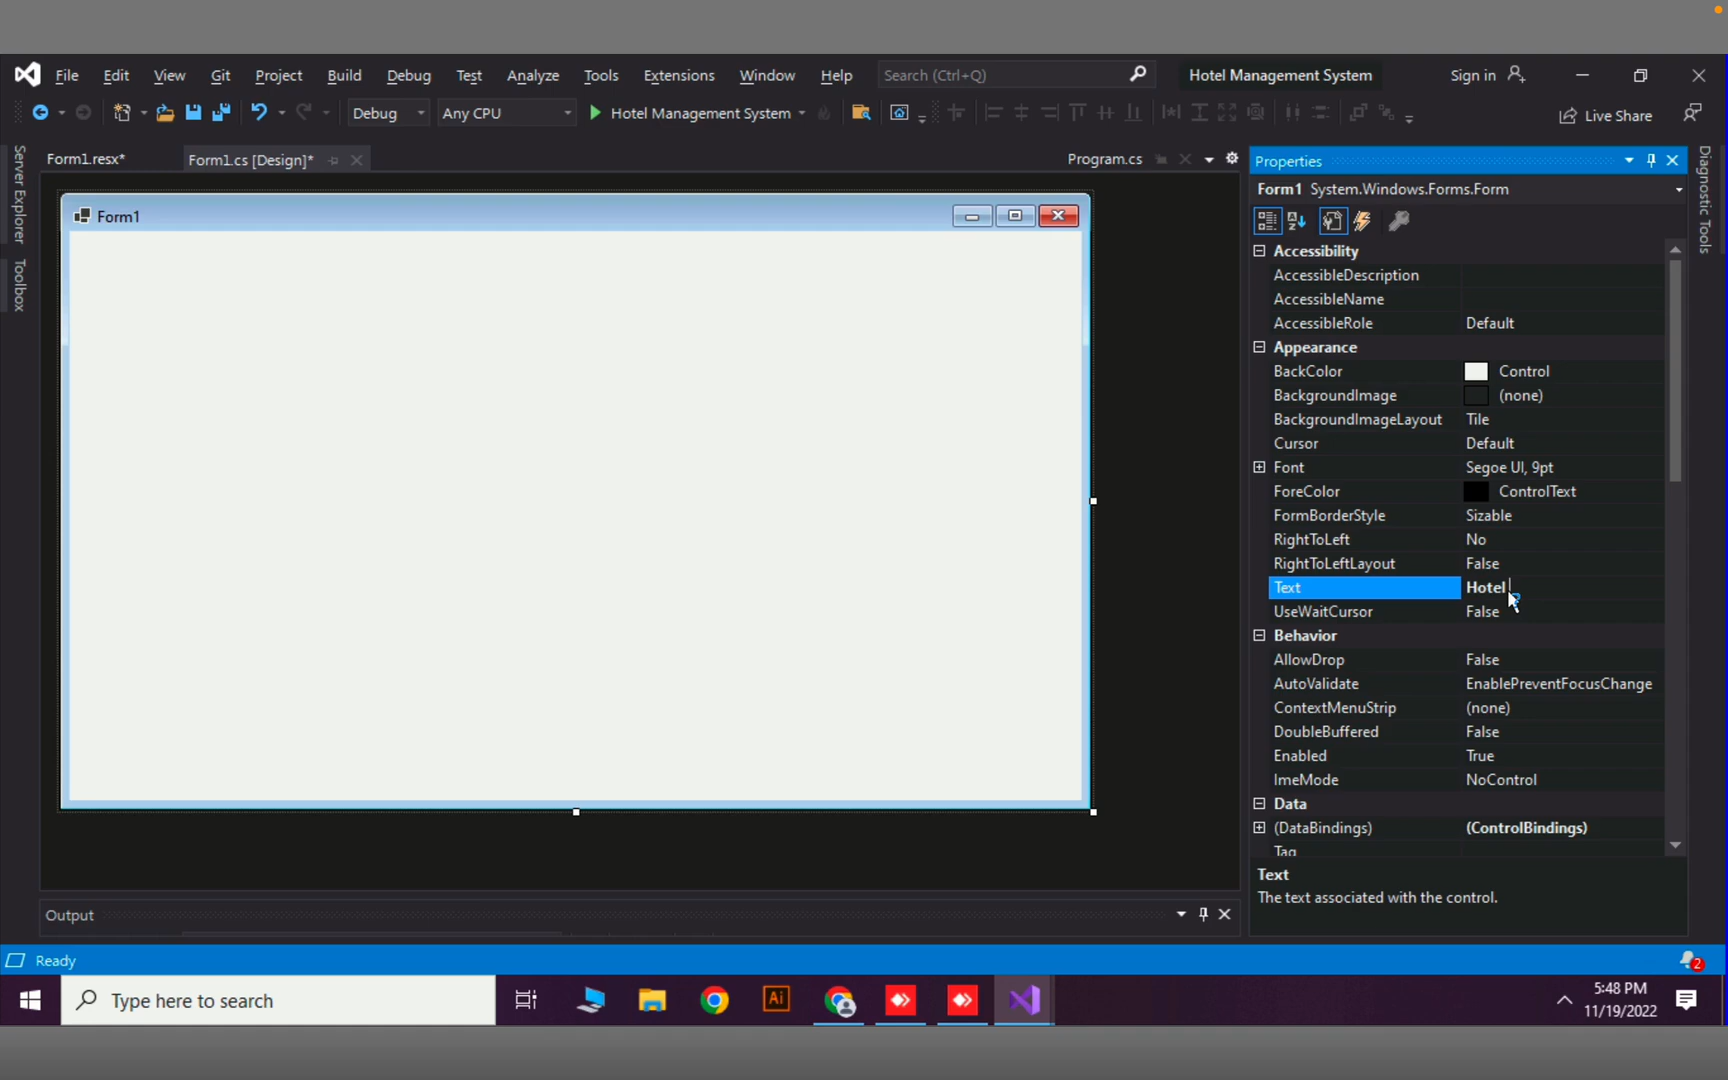 File Edit View Git Project Build Debug Test Analyze Tools Extensions Window Help Search (Ctrl+Q) Hotel Management System Sign in
Debug Any CPU Hotel Management System Live Share
Server Explorer
Toolbox
Form1.resx* Form1.cs [Design]* Program.cs
Form1
Properties
Form1 System.Windows.Forms.Form
Accessibility
AccessibleDescription
AccessibleName
AccessibleRole Default
Appearance
BackColor Control
BackgroundImage (none)
BackgroundImageLayout Tile
Cursor Default
Font Segoe UI, 9pt
ForeColor ControlText
FormBorderStyle Sizable
RightToLeft No
RightToLeftLayout False
Text Hotel
UseWaitCursor False
Behavior
AllowDrop False
AutoValidate EnablePreventFocusChange
ContextMenuStrip (none)
DoubleBuffered False
Enabled True
ImeMode NoControl
Data
(DataBindings) (ControlBindings)
Tag
Text
The text associated with the control.
Diagnostic Tools
Output
Ready 2
Type here to search
Ai
5:48 PM
11/19/2022